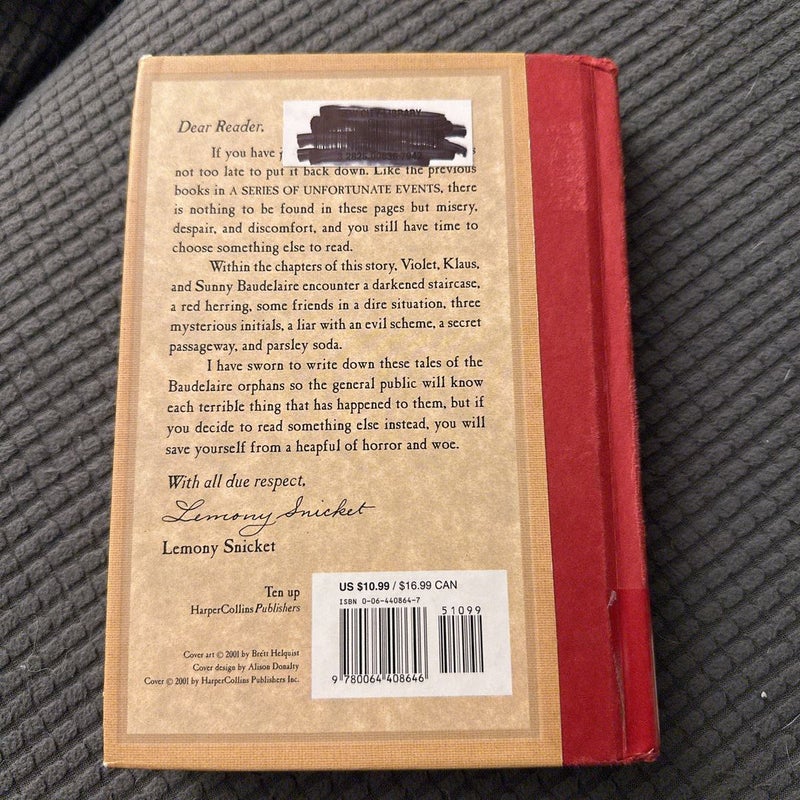 Dear Reader,
LIBRARY
If you have
not too late to put it back down. Like the previous
books in A SERIES OF UNFORTUNATE EVENTS, there
is nothing to be found in these pages but misery,
despair, and discomfort, and you still have time to
choose something else to read.
Within the chapters of this story, Violet, Klaus,
and Sunny Baudelaire encounter a darkened staircase,
a red herring, some friends in a dire situation, three
mysterious initials, a liar with an evil scheme, a secret
passageway, and parsley soda.
I have sworn to write down these tales of the
Baudelaire orphans so the general public will know
each terrible thing that has happened to them, but if
you decide to read something else instead, you will
save yourself from a heapful of horror and woe.
With all due respect,
Lemony Snicket
Lemony Snicket
Ten up
HarperCollinsPublishers
Cover art © 2001 by Brett Helquist
Cover design by Alison Donalty
Cover © 2001 by HarperCollins Publishers Inc.
US $10.99 / $16.99 CAN
ISBN 0-06-440864-7
51099
9 780064 408646